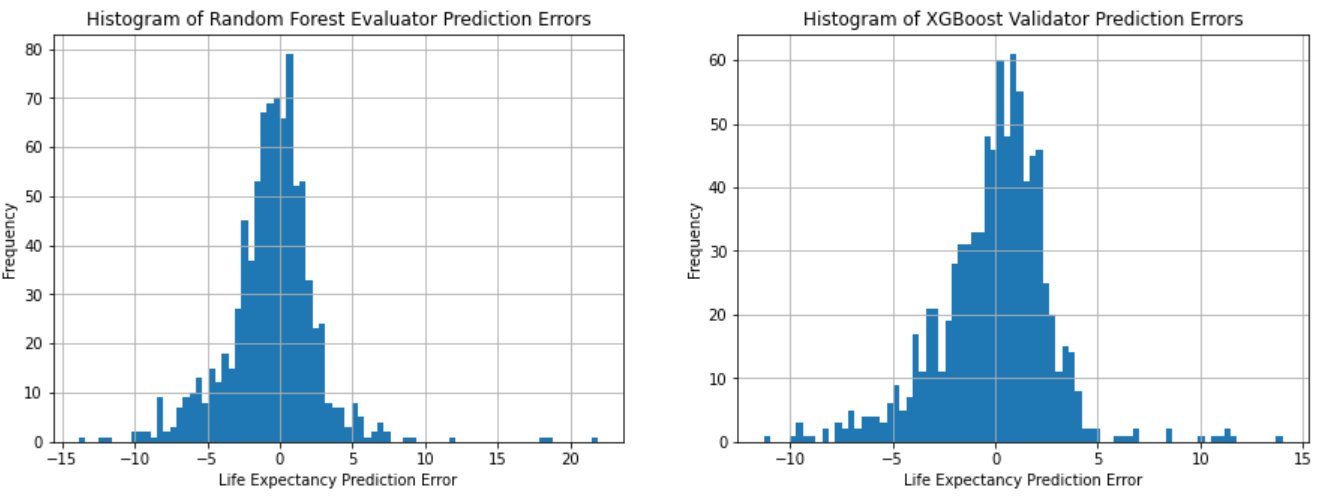 Histogram of Random Forest Evaluator Prediction Errors
80
70
60
50
40
30
20
10
0
Frequency
−15 −10 −5 0 5 10 15 20
Life Expectancy Prediction Error
Histogram of XGBoost Validator Prediction Errors
60
50
40
30
20
10
0
Frequency
−10 −5 0 5 10 15
Life Expectancy Prediction Error